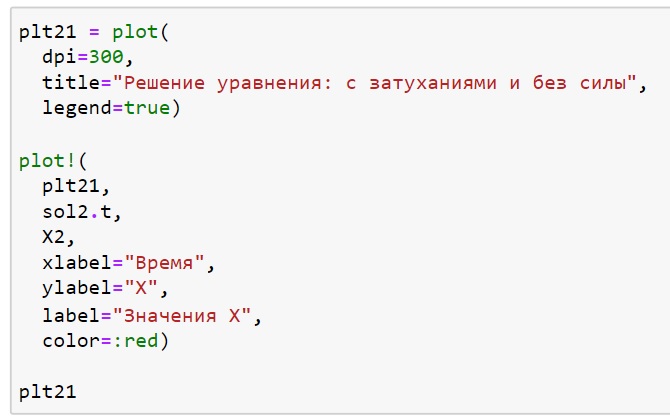 plt21 = plot(
  dpi=300,
  title="Решение уравнения: с затуханиями и без силы",
  legend=true)

plot!(
  plt21,
  sol2.t,
  X2,
  xlabel="Время",
  ylabel="X",
  label="Значения X",
  color=:red)

plt21